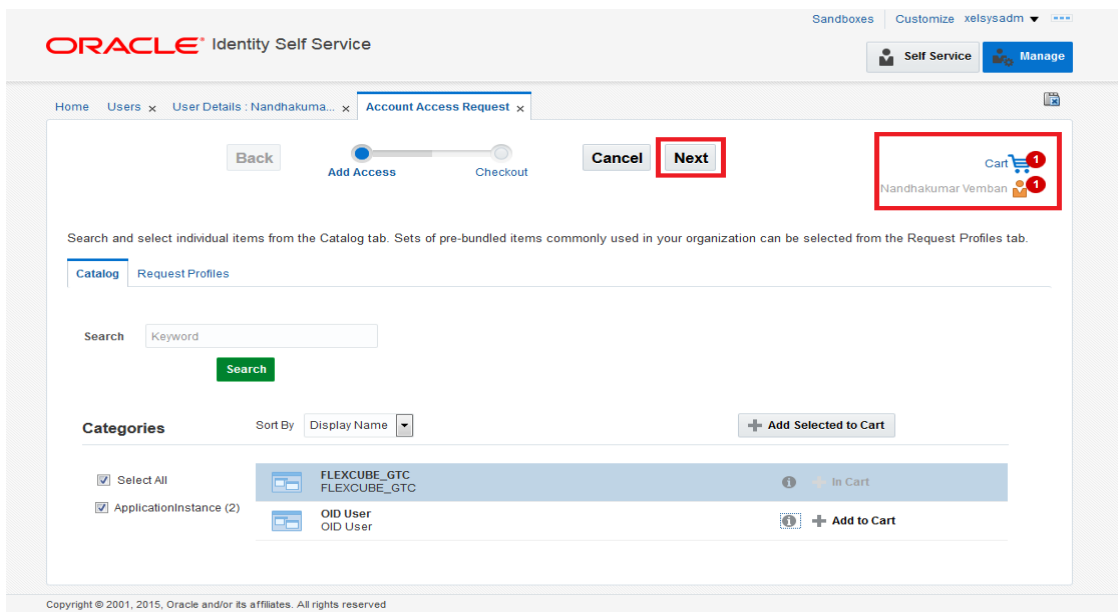 Sandboxes Customize xelsysadm
ORACLE Identity Self Service
Self Service Manage
Home Users x User Details : Nandhakuma... x Account Access Request x
Back Add Access Checkout Cancel Next
Cart 1
Nandhakumar Vemban 1
Search and select individual items from the Catalog tab. Sets of pre-bundled items commonly used in your organization can be selected from the Request Profiles tab.
Catalog Request Profiles
Search Keyword
Search
Categories Sort By Display Name Add Selected to Cart
Select All
ApplicationInstance (2)
FLEXCUBE_GTC
FLEXCUBE_GTC
In Cart
OID User
OID User
Add to Cart
Copyright © 2001, 2015, Oracle and/or its affiliates. All rights reserved